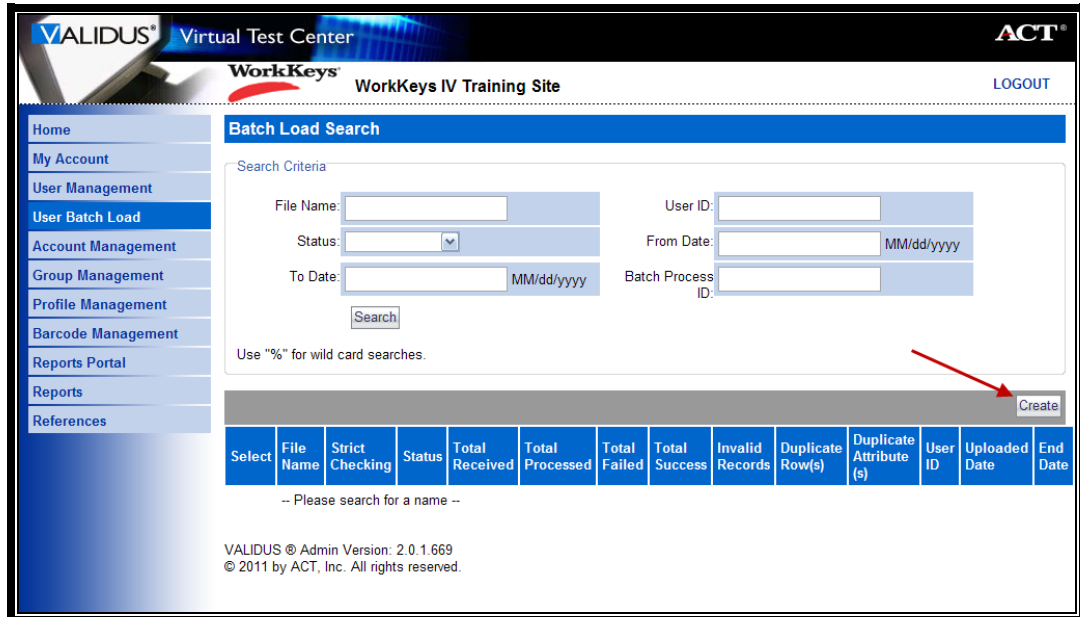 VALIDUS® Virtual Test Center ACT®
WorkKeys® WorkKeys IV Training Site LOGOUT
Home
My Account
User Management
User Batch Load
Account Management
Group Management
Profile Management
Barcode Management
Reports Portal
Reports
References
Batch Load Search
Search Criteria
File Name: User ID:
Status: From Date: MM/dd/yyyy
To Date: MM/dd/yyyy Batch Process ID:
Search
Use "%" for wild card searches.
Create
Select File Name Strict Checking Status Total Received Total Processed Total Failed Total Success Invalid Records Duplicate Row(s) Duplicate Attribute (s) User ID Uploaded Date End Date
-- Please search for a name --
VALIDUS ® Admin Version: 2.0.1.669
© 2011 by ACT, Inc. All rights reserved.